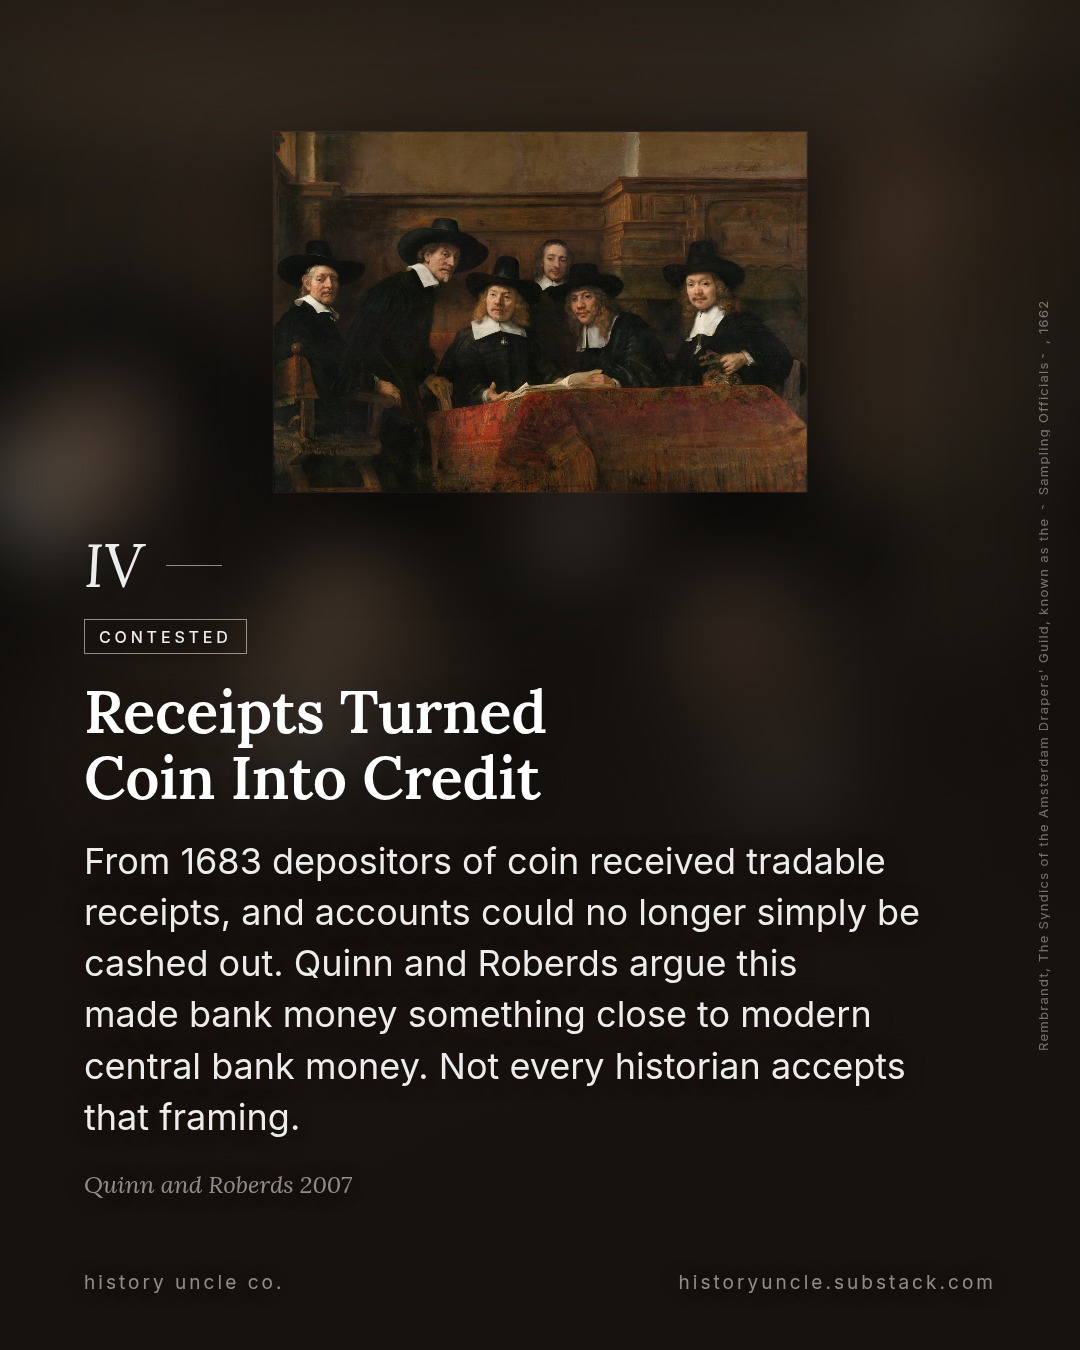 IV
CONTESTED
Receipts Turned
Coin Into Credit
From 1683 depositors of coin received tradable
receipts, and accounts could no longer simply be
cashed out. Quinn and Roberds argue this
made bank money something close to modern
central bank money. Not every historian accepts
that framing.
Quinn and Roberds 2007
history uncle co.
historyuncle.substack.com
Rembrandt, The Syndics of the Amsterdam Drapers' Guild, known as the - Sampling Officials- , 1662